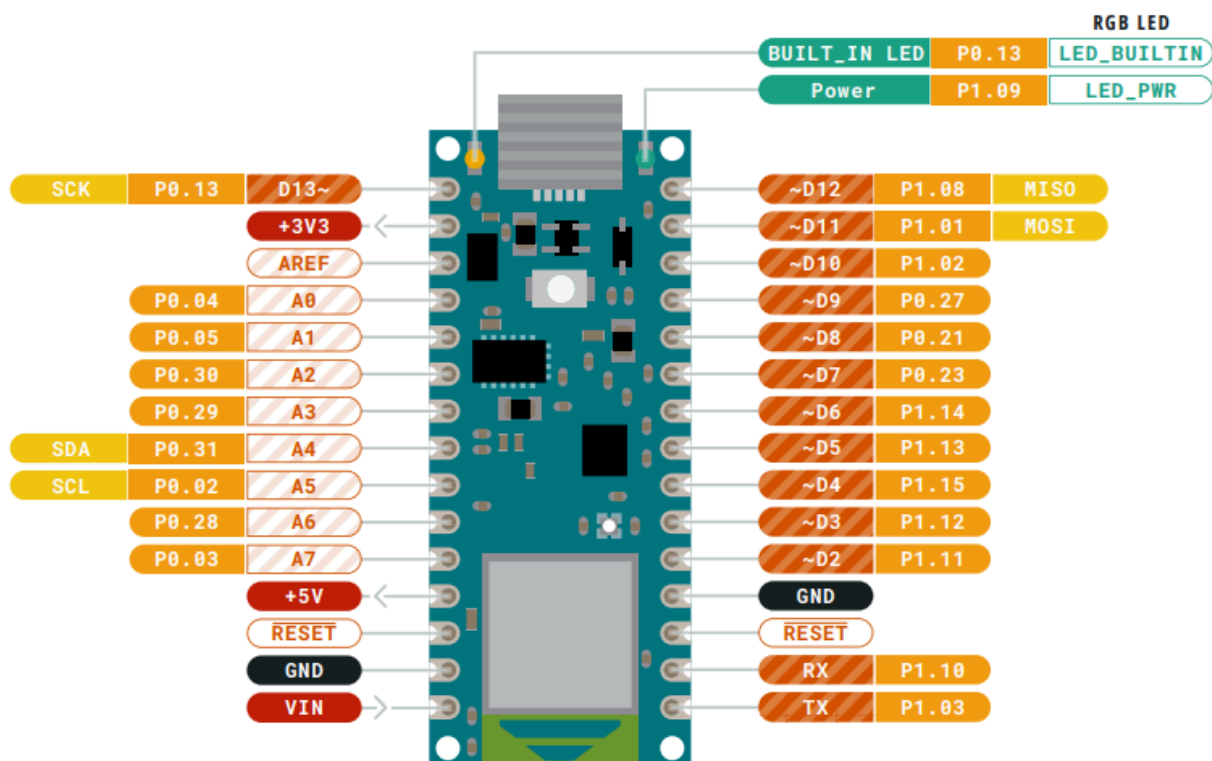 RGB LED
BUILT_IN LED P0.13 LED_BUILTIN
Power P1.09 LED_PWR
SCK P0.13 D13~
+3V3
AREF
P0.04 A0
P0.05 A1
P0.30 A2
P0.29 A3
SDA P0.31 A4
SCL P0.02 A5
P0.28 A6
P0.03 A7
+5V
RESET
GND
VIN
~D12 P1.08 MISO
~D11 P1.01 MOSI
~D10 P1.02
~D9 P0.27
~D8 P0.21
~D7 P0.23
~D6 P1.14
~D5 P1.13
~D4 P1.15
~D3 P1.12
~D2 P1.11
GND
RESET
RX P1.10
TX P1.03